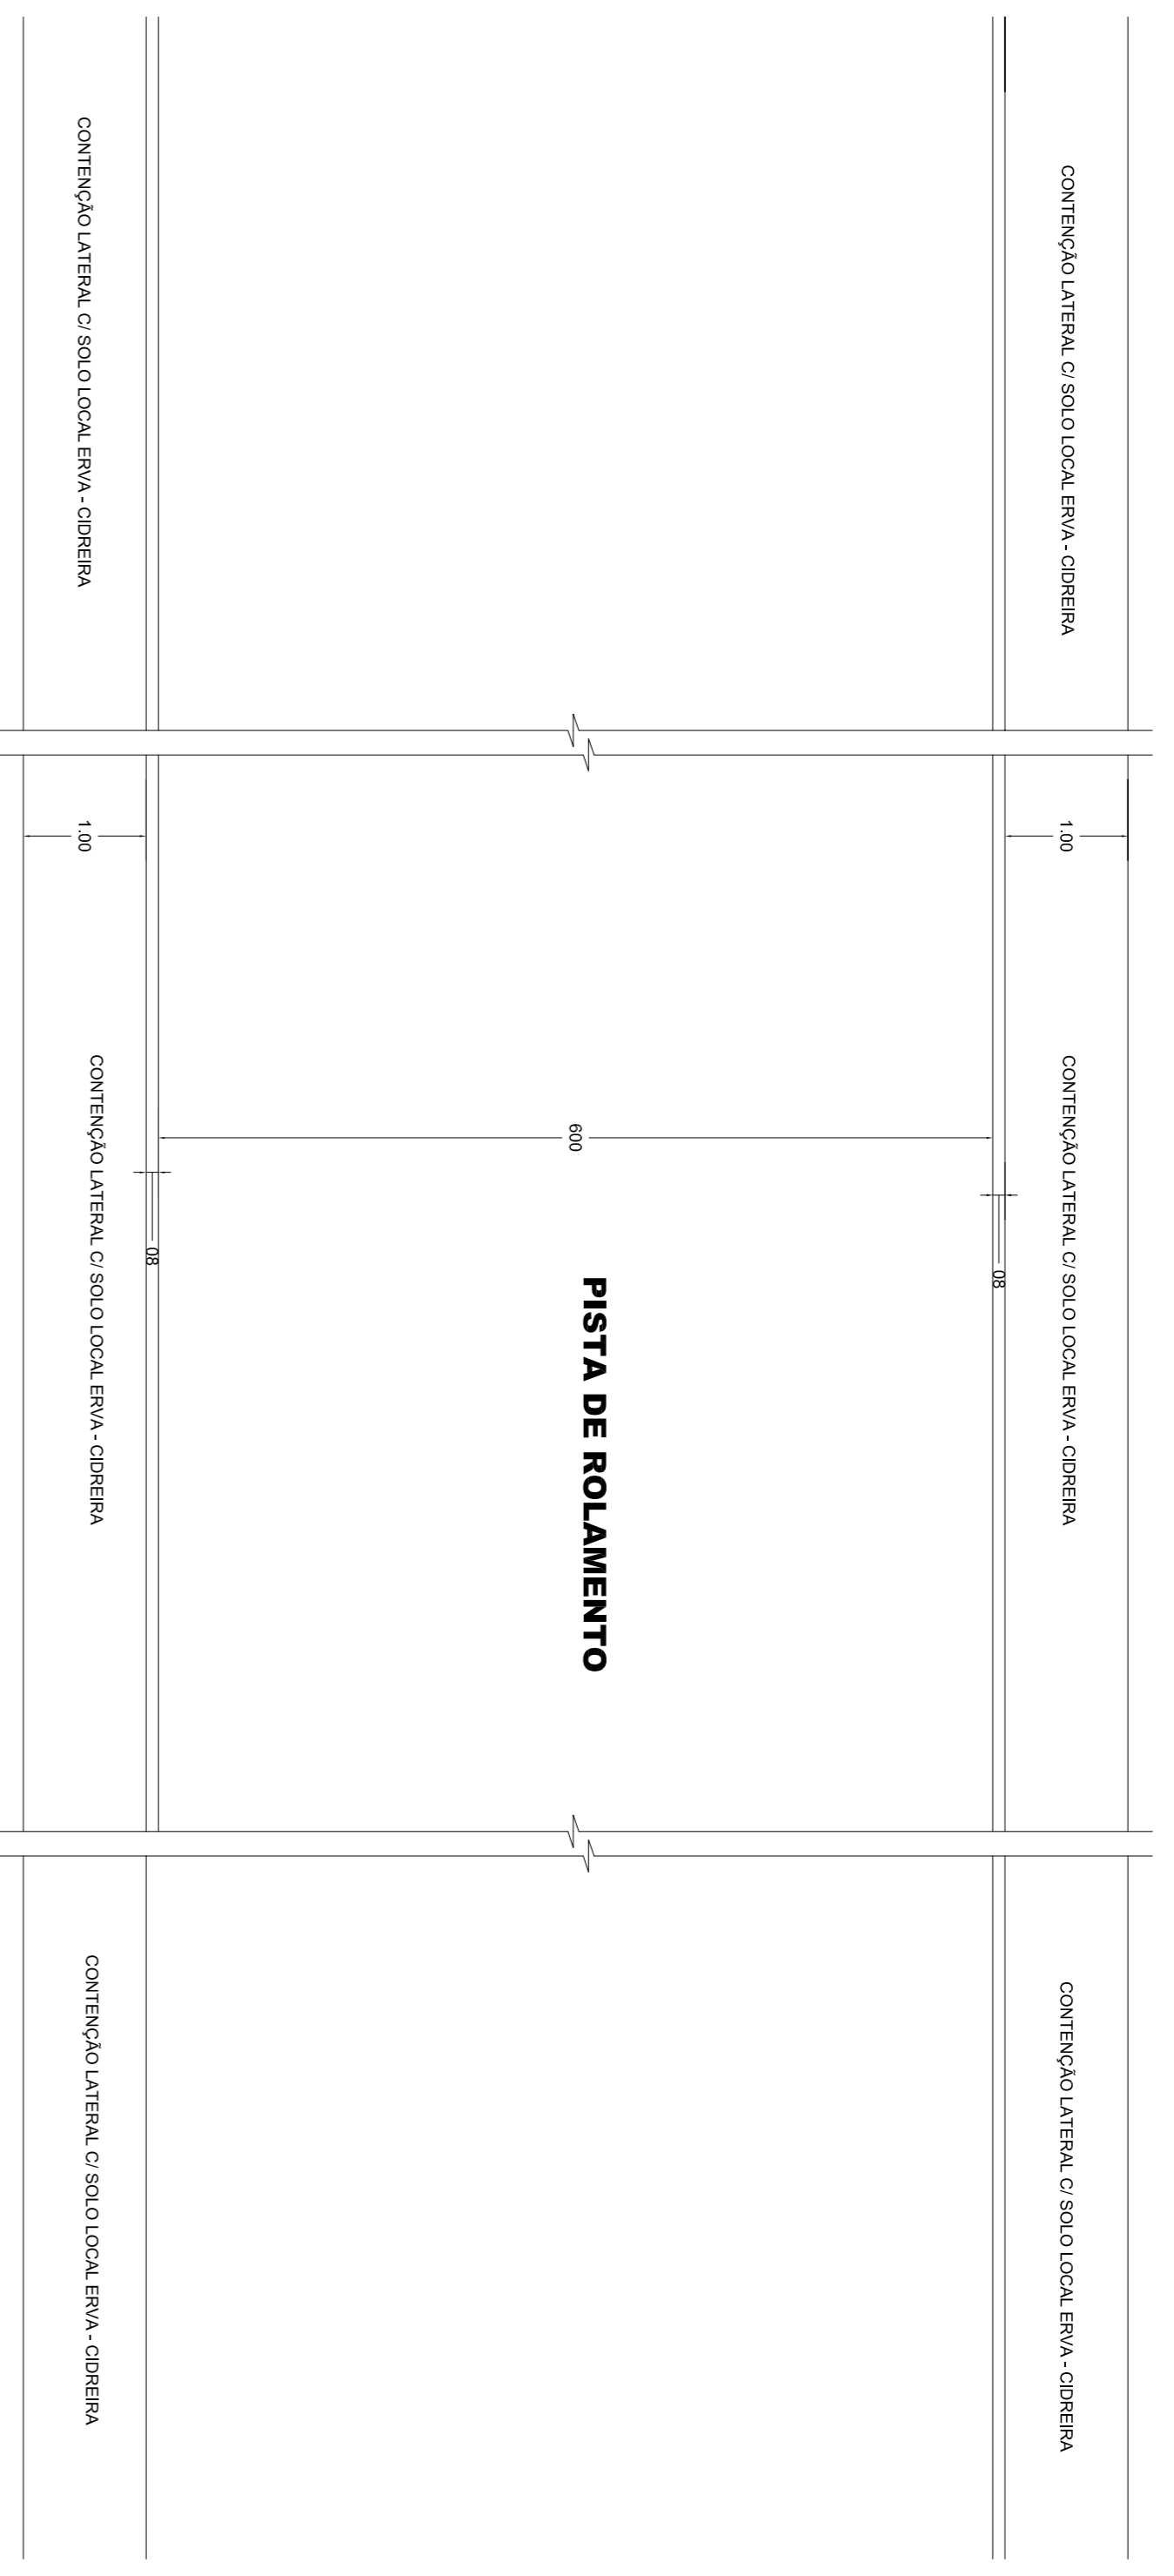 CONTENÇÃO LATERAL C/ SOLO LOCAL ERVA - CIDREIRA
1.00
CONTENÇÃO LATERAL C/ SOLO LOCAL ERVA - CIDREIRA
CONTENÇÃO LATERAL C/ SOLO LOCAL ERVA - CIDREIRA
08
600
PISTA DE ROLAMENTO
08
CONTENÇÃO LATERAL C/ SOLO LOCAL ERVA - CIDREIRA
1.00
CONTENÇÃO LATERAL C/ SOLO LOCAL ERVA - CIDREIRA
CONTENÇÃO LATERAL C/ SOLO LOCAL ERVA - CIDREIRA